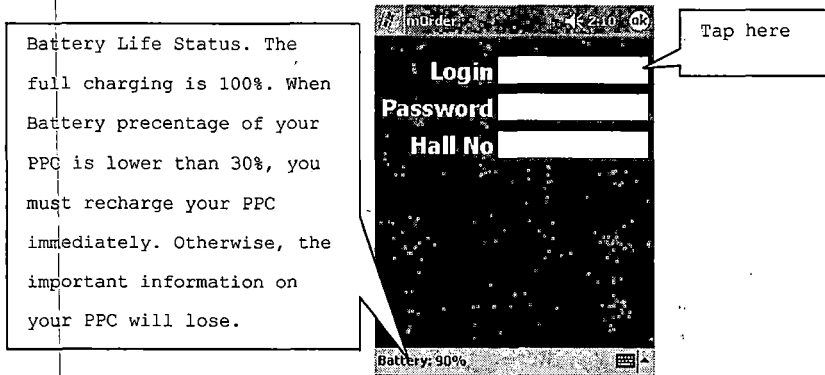 Battery Life Status. The
full charging is 100%. When
Battery precentage of your
PPC is lower than 30%, you
must recharge your PPC
immediately. Otherwise, the
important information on
your PPC will lose.
mOrder
2:10 ok
Login
Password
Hall No
Battery: 90%
Tap here